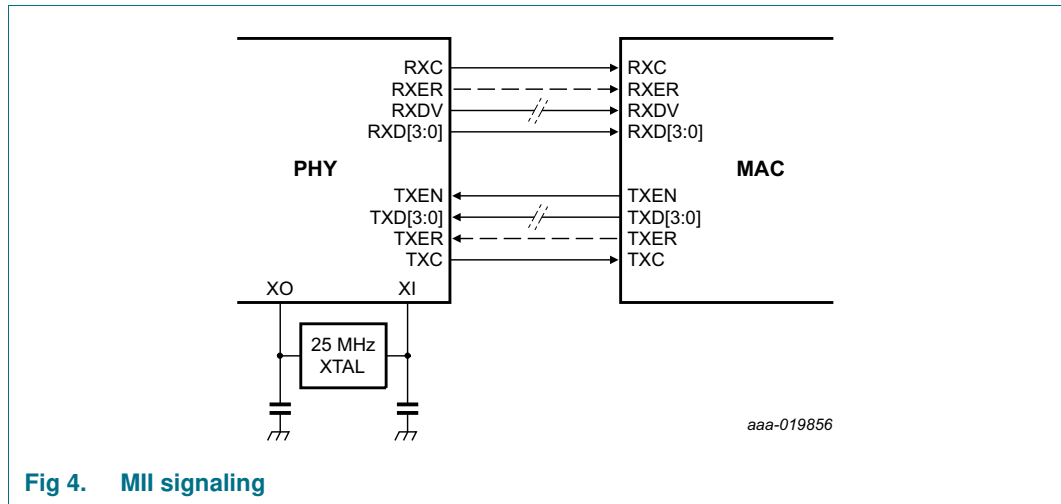 RXC RXC
RXER RXER
RXDV RXDV
RXD[3:0] RXD[3:0]
PHY MAC
TXEN TXEN
TXD[3:0] TXD[3:0]
TXER TXER
TXC TXC
XO XI
25 MHz
XTAL
aaa-019856
Fig 4. MII signaling